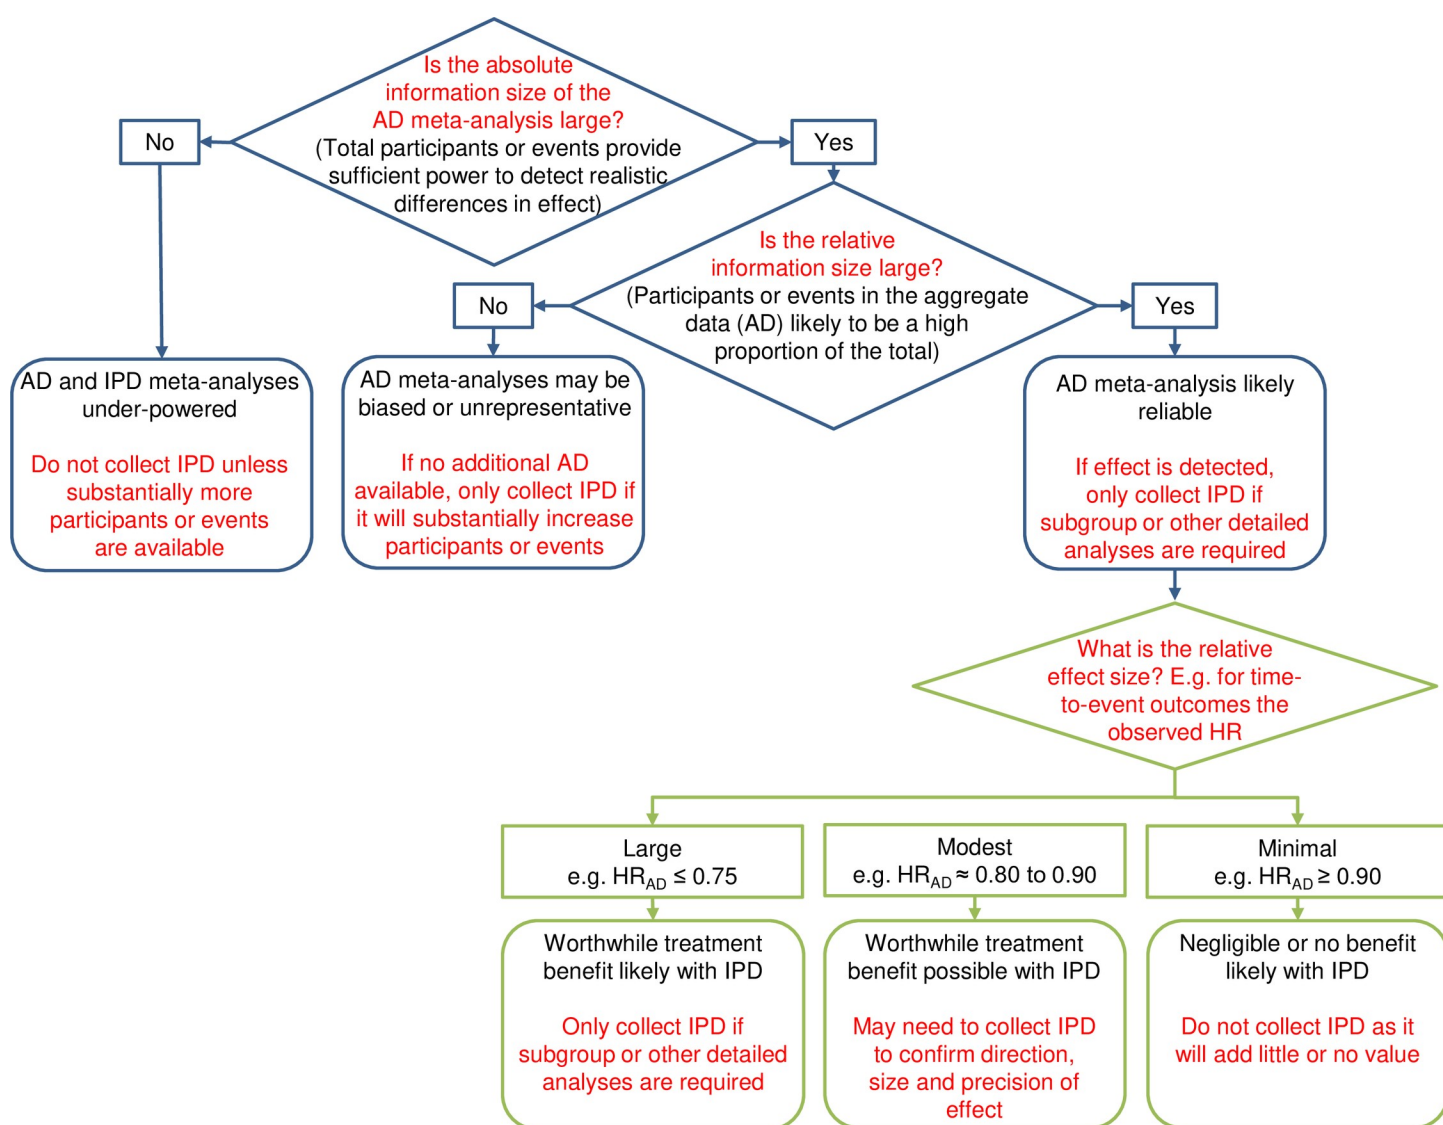 Is the absolute
information size of the
AD meta-analysis large?
(Total participants or events provide
sufficient power to detect realistic
differences in effect)
No
Yes
Is the relative
information size large?
(Participants or events in the aggregate
data (AD) likely to be a high
proportion of the total)
No
Yes
AD and IPD meta-analyses
under-powered
Do not collect IPD unless
substantially more
participants or events
are available
AD meta-analyses may be
biased or unrepresentative
If no additional AD
available, only collect IPD if
it will substantially increase
participants or events
AD meta-analysis likely
reliable
If effect is detected,
only collect IPD if
subgroup or other detailed
analyses are required
What is the relative
effect size? E.g. for time-
to-event outcomes the
observed HR
Large
e.g. HRAD ≤ 0.75
Modest
e.g. HRAD ≈ 0.80 to 0.90
Minimal
e.g. HRAD ≥ 0.90
Worthwhile treatment
benefit likely with IPD
Only collect IPD if
subgroup or other detailed
analyses are required
Worthwhile treatment
benefit possible with IPD
May need to collect IPD
to confirm direction,
size and precision of
effect
Negligible or no benefit
likely with IPD
Do not collect IPD as it
will add little or no value